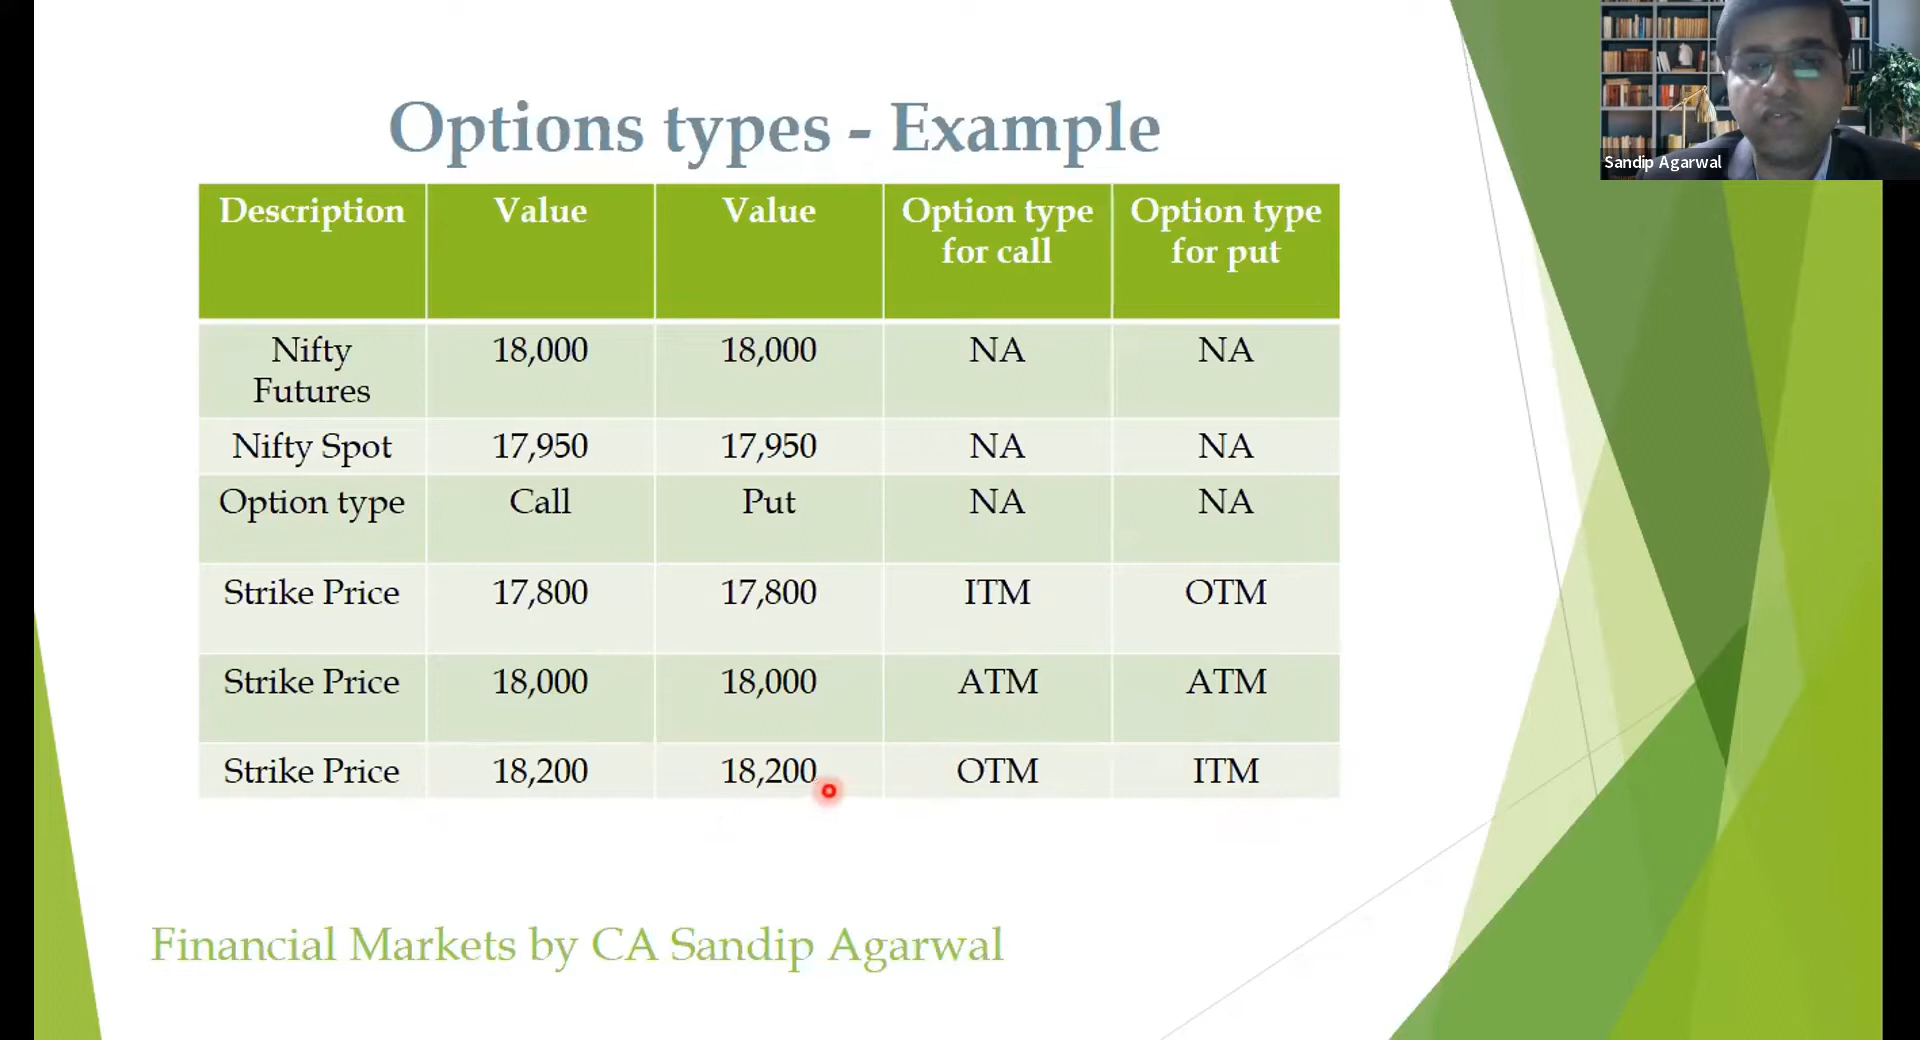 Sandip Agarwal
Options types - Example
Description Value Value Option type for call Option type for put
Nifty Futures 18,000 18,000 NA NA
Nifty Spot 17,950 17,950 NA NA
Option type Call Put NA NA
Strike Price 17,800 17,800 ITM OTM
Strike Price 18,000 18,000 ATM ATM
Strike Price 18,200 18,200 OTM ITM
Financial Markets by CA Sandip Agarwal